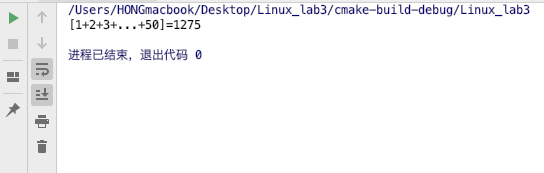 /Users/HONGmacbook/Desktop/Linux_lab3/cmake-build-debug/Linux_lab3
[1+2+3+...+50]=1275
进程已结束，退出代码 0